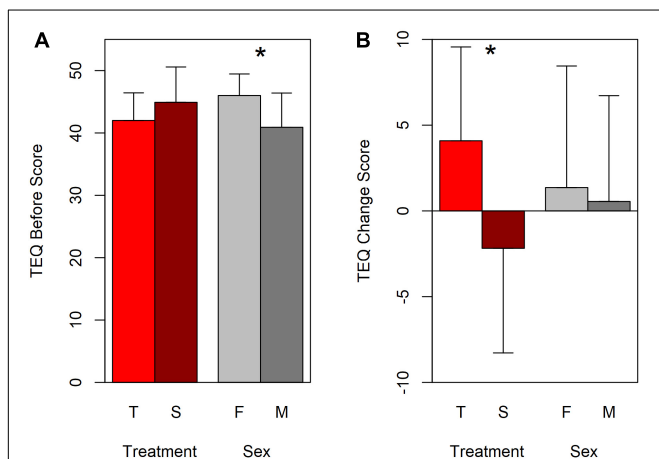 A
*
TEQ Before Score
50
40
30
20
10
0
T S F M
Treatment Sex
B
*
TEQ Change Score
10
5
0
-5
-10
T S F M
Treatment Sex